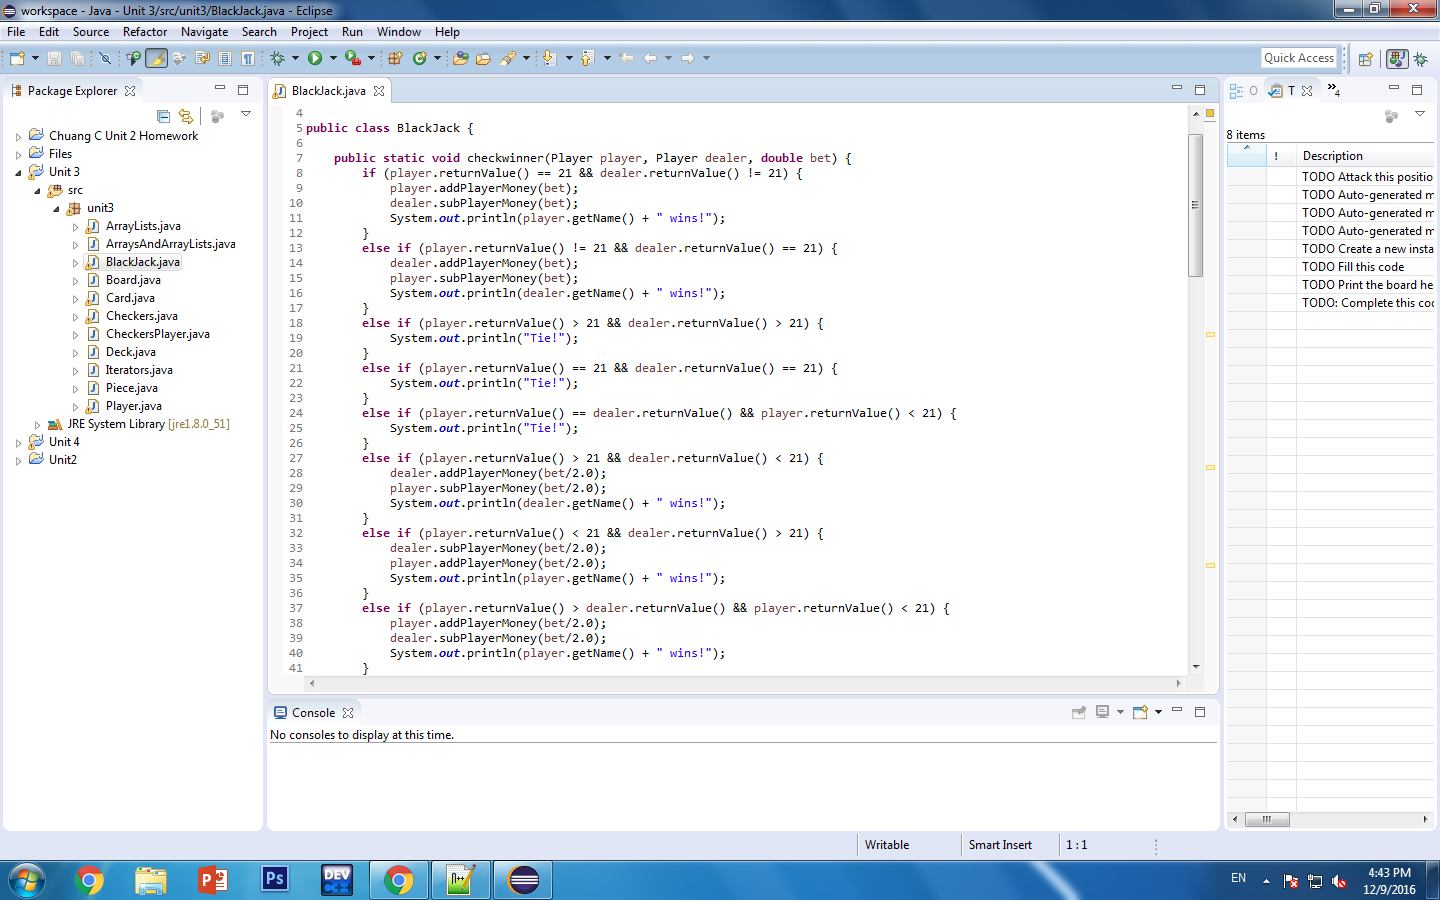 workspace - Java - Unit 3/src/unit3/BlackJack.java - Eclipse
File Edit Source Refactor Navigate Search Project Run Window Help
Quick Access
Package Explorer
Chuang C Unit 2 Homework
Files
Unit 3
src
unit3
ArrayLists.java
ArraysAndArrayLists.java
BlackJack.java
Board.java
Card.java
Checkers.java
CheckersPlayer.java
Deck.java
Iterators.java
Piece.java
Player.java
JRE System Library [jre1.8.0_51]
Unit 4
Unit2
BlackJack.java
4
5 public class BlackJack {
6
7 public static void checkwinner(Player player, Player dealer, double bet) {
8 if (player.returnValue() == 21 && dealer.returnValue() != 21) {
9 player.addPlayerMoney(bet);
10 dealer.subPlayerMoney(bet);
11 System.out.println(player.getName() + " wins!");
12 }
13 else if (player.returnValue() != 21 && dealer.returnValue() == 21) {
14 dealer.addPlayerMoney(bet);
15 player.subPlayerMoney(bet);
16 System.out.println(dealer.getName() + " wins!");
17 }
18 else if (player.returnValue() > 21 && dealer.returnValue() > 21) {
19 System.out.println("Tie!");
20 }
21 else if (player.returnValue() == 21 && dealer.returnValue() == 21) {
22 System.out.println("Tie!");
23 }
24 else if (player.returnValue() == dealer.returnValue() && player.returnValue() < 21) {
25 System.out.println("Tie!");
26 }
27 else if (player.returnValue() > 21 && dealer.returnValue() < 21) {
28 dealer.addPlayerMoney(bet/2.0);
29 player.subPlayerMoney(bet/2.0);
30 System.out.println(dealer.getName() + " wins!");
31 }
32 else if (player.returnValue() < 21 && dealer.returnValue() > 21) {
33 dealer.subPlayerMoney(bet/2.0);
34 player.addPlayerMoney(bet/2.0);
35 System.out.println(player.getName() + " wins!");
36 }
37 else if (player.returnValue() > dealer.returnValue() && player.returnValue() < 21) {
38 player.addPlayerMoney(bet/2.0);
39 dealer.subPlayerMoney(bet/2.0);
40 System.out.println(player.getName() + " wins!");
41 }
Console
No consoles to display at this time.
O T 4
8 items
! Description
TODO Attack this positio
TODO Auto-generated m
TODO Auto-generated m
TODO Auto-generated m
TODO Create a new insta
TODO Fill this code
TODO Print the board he
TODO: Complete this coc
Writable Smart Insert 1 : 1
P Ps DEV C++
EN
4:43 PM
12/9/2016